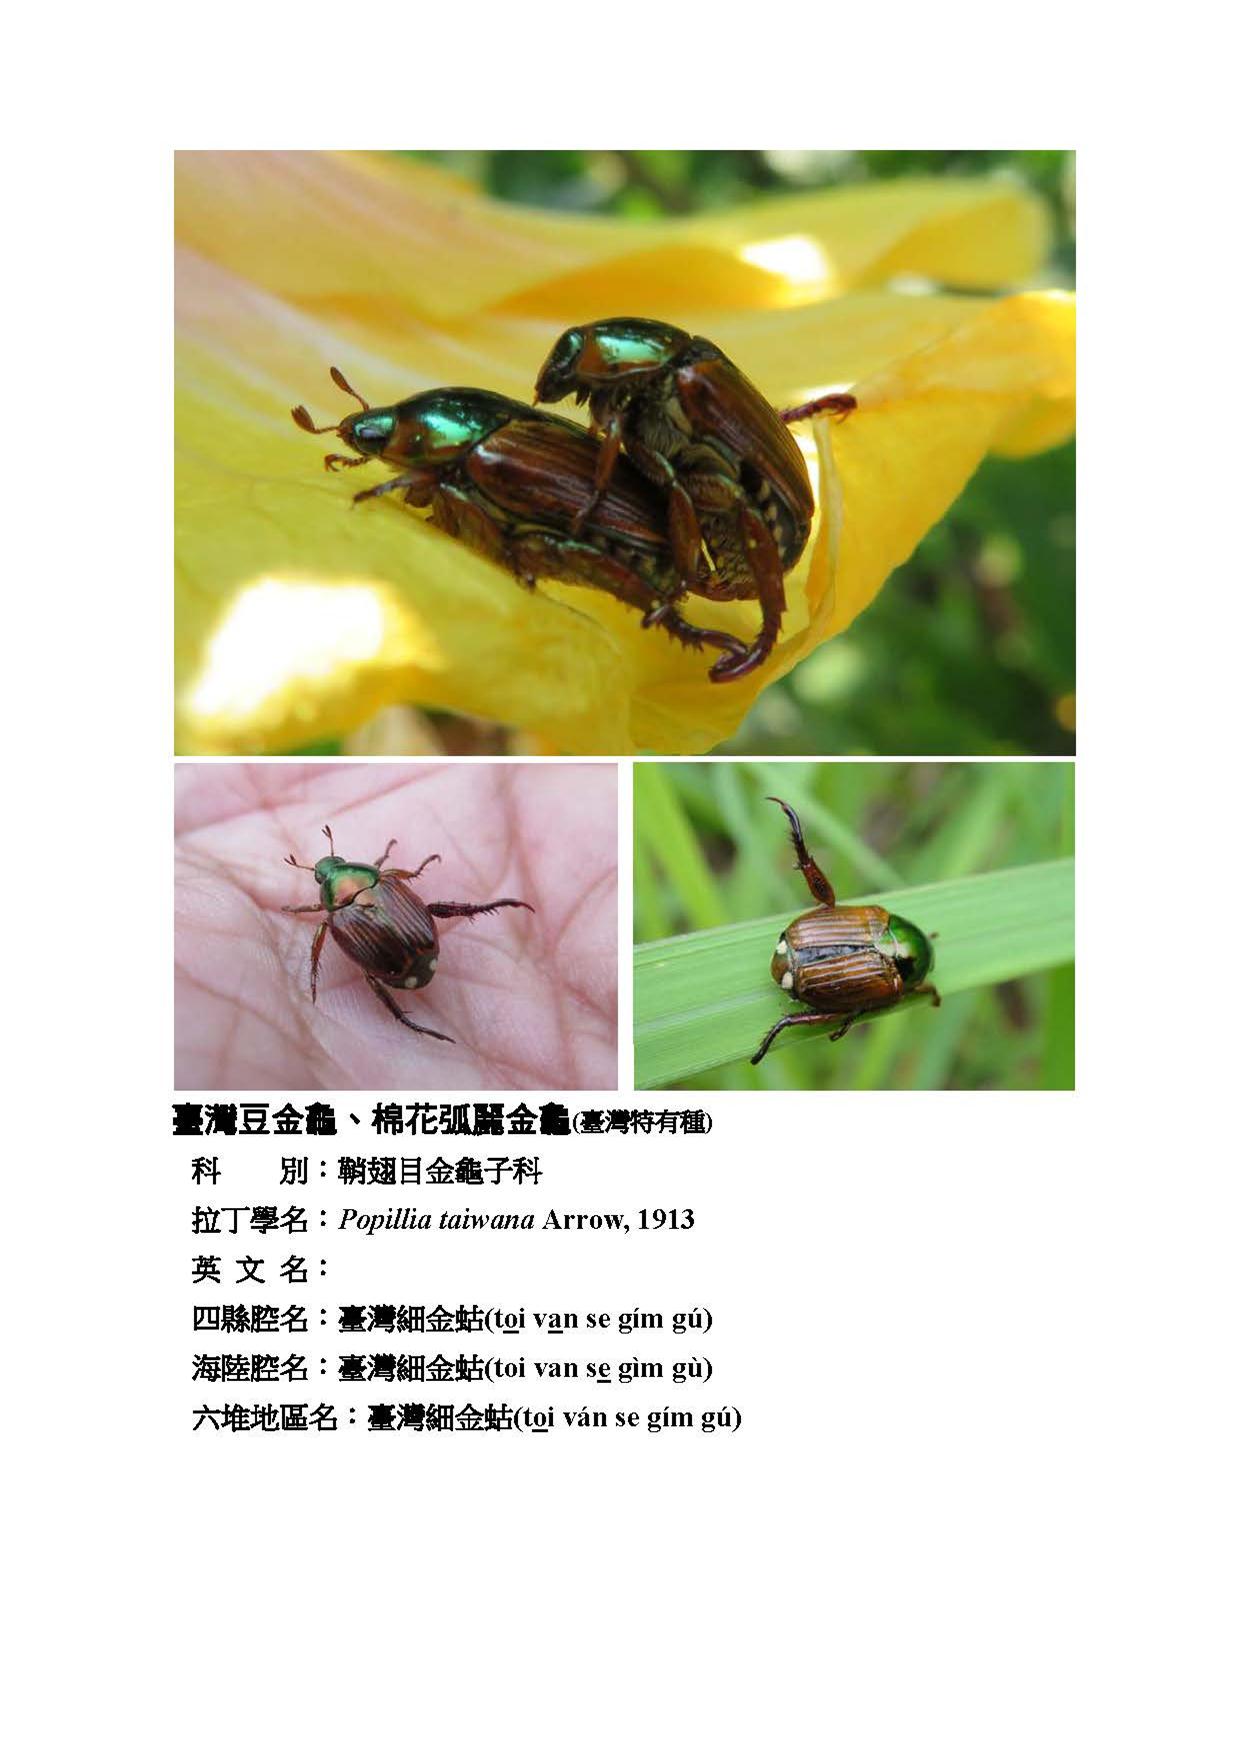 臺灣豆金龜、棉花弧麗金龜(臺灣特有種)
科　　別：鞘翅目金龜子科
拉丁學名：Popillia taiwana Arrow, 1913
英 文 名：
四縣腔名：臺灣細金蛄(toi van se gím gú)
海陸腔名：臺灣細金蛄(toi van se gìm gù)
六堆地區名：臺灣細金蛄(toi ván se gím gú)